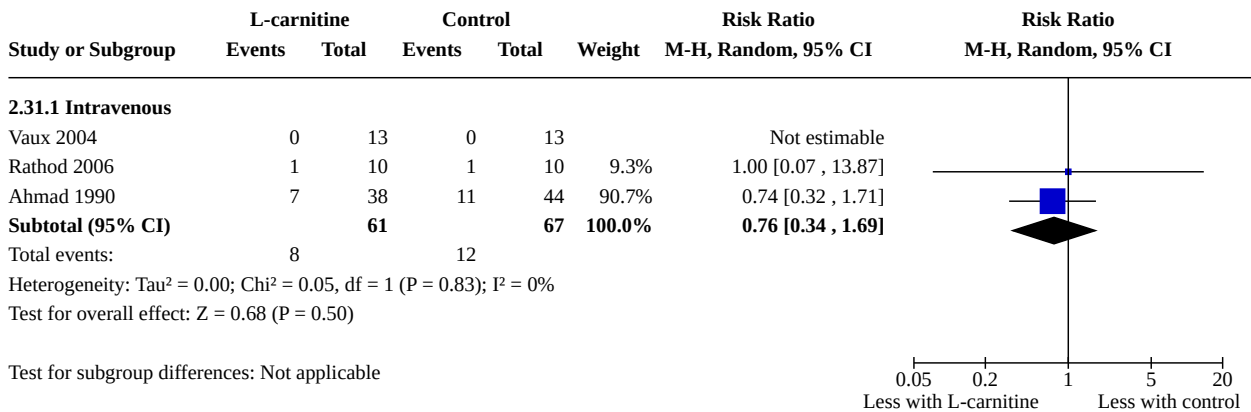 L-carnitine Control Risk Ratio Risk Ratio
Study or Subgroup Events Total Events Total Weight M-H, Random, 95% CI M-H, Random, 95% CI
2.31.1 Intravenous
Vaux 2004 0 13 0 13 Not estimable
Rathod 2006 1 10 1 10 9.3% 1.00 [0.07 , 13.87]
Ahmad 1990 7 38 11 44 90.7% 0.74 [0.32 , 1.71]
Subtotal (95% CI) 61 67 100.0% 0.76 [0.34 , 1.69]
Total events: 8 12
Heterogeneity: Tau² = 0.00; Chi² = 0.05, df = 1 (P = 0.83); I² = 0%
Test for overall effect: Z = 0.68 (P = 0.50)
Test for subgroup differences: Not applicable
0.05 0.2 1 5 20
Less with L-carnitine Less with control